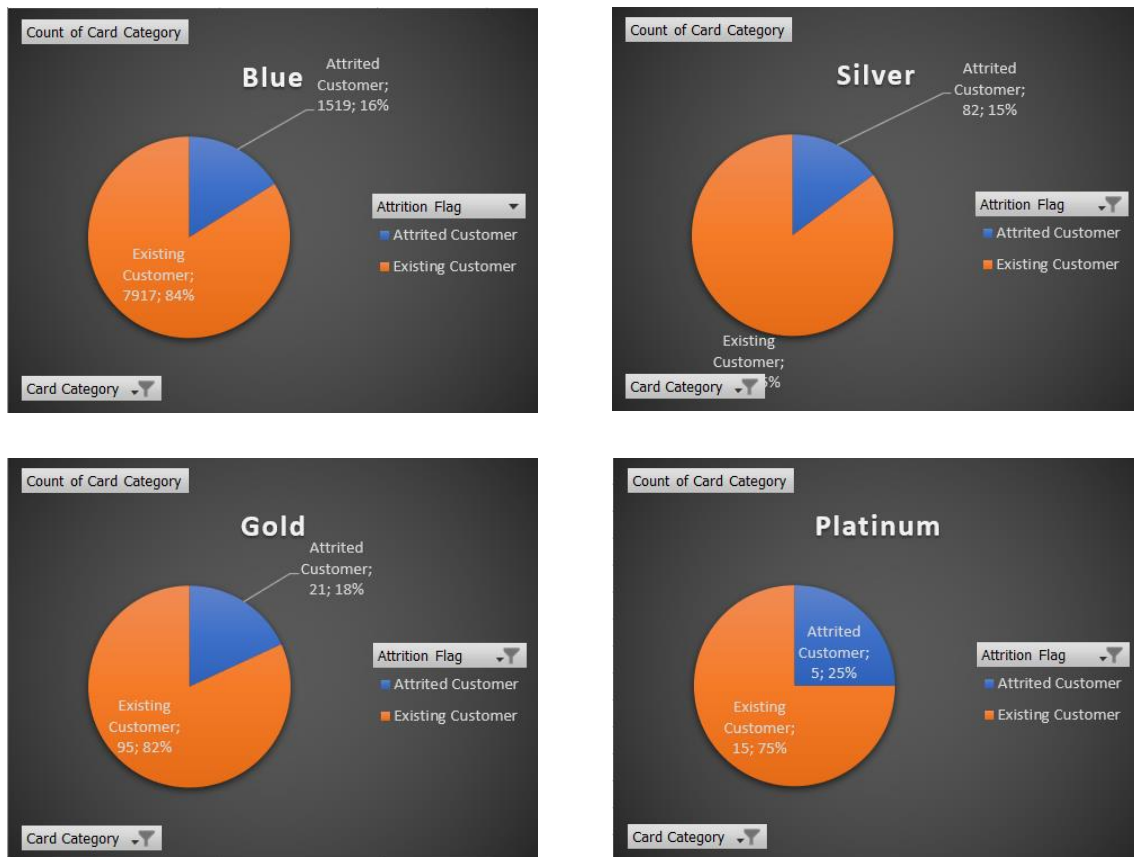 Count of Card Category
Blue
Attrited
Customer;
1519; 16%
Existing
Customer;
7917; 84%
Attrition Flag
Attrited Customer
Existing Customer
Card Category
Count of Card Category
Silver
Attrited
Customer;
82; 15%
Existing
Customer;
Attrition Flag
Attrited Customer
Existing Customer
Card Category
Count of Card Category
Gold
Attrited
Customer;
21; 18%
Existing
Customer;
95; 82%
Attrition Flag
Attrited Customer
Existing Customer
Card Category
Count of Card Category
Platinum
Attrited
Customer;
5; 25%
Existing
Customer;
15; 75%
Attrition Flag
Attrited Customer
Existing Customer
Card Category